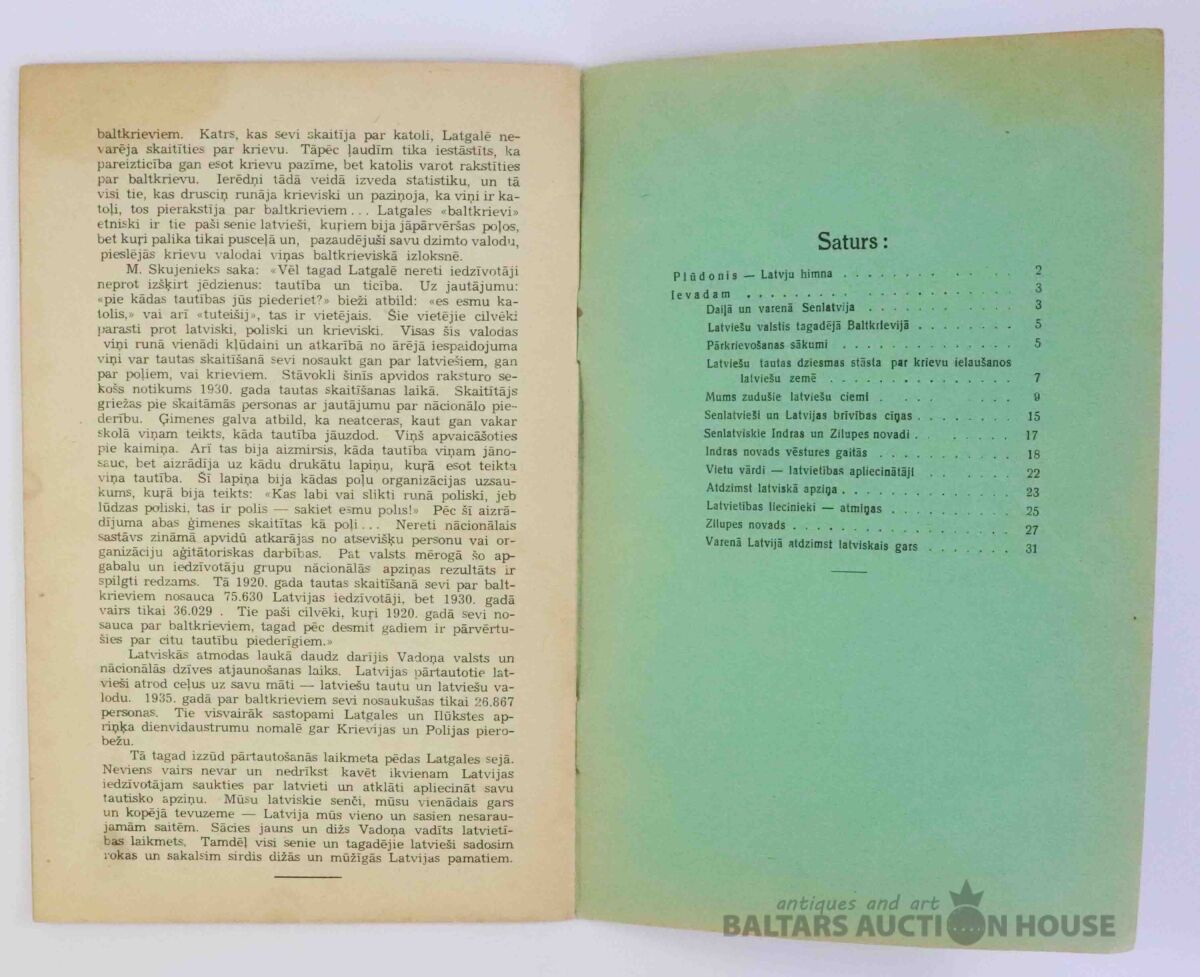 baltkrieviem. Katrs, kas sevi skaitīja par katoli, Latgalē ne-
varēja skaitīties par krievu. Tāpēc ļaudīm tika iestāstīts, ka
pareizticība gan esot krievu pazīme, bet katolis varot rakstīties
par baltkrievu. Ierēdņi tādā veidā izveda statistiku, un tā
visi tie, kas drusciņ runāja krieviski un paziņoja, ka viņi ir ka-
toļi, tos pierakstīja par baltkrieviem... Latgales «baltkrievi»
etniski ir tie paši senie latvieši, kuŗiem bija jāpārvēršas poļos,
bet kuŗi palika tikai pusceļā un, pazaudējuši savu dzimto valodu,
pieslējās krievu valodai viņas baltkrieviskā izloksnē.
M. Skujenieks saka: «Vēl tagad Latgalē nereti iedzīvotāji
neprot izšķirt jēdzienus: tautība un ticība. Uz jautājumu:
«pie kādas tautības jūs piederiet?» bieži atbild: «es esmu ka-
tolis,» vai arī «tuteišij», tas ir vietējais. Šie vietējie cilvēki
parasti prot latviski, poliski un krieviski. Visas šīs valodas
viņi runā vienādi kļūdaini un atkarībā no ārējā iespaidojuma
viņi var tautas skaitīšanā sevi nosaukt gan par latviešiem, gan
par poļiem, vai krieviem. Stāvokli šinīs apvidos raksturo se-
košs notikums 1930. gada tautas skaitīšanas laikā. Skaitītājs
griežas pie skaitāmās personas ar jautājumu par nācionālo pie-
derību. Ģimenes galva atbild, ka neatceras, kaut gan vakar
skolā viņam teikts, kāda tautība jāuzdod. Viņš apvaicāšoties
pie kaimiņa. Arī tas bija aizmirsis, kāda tautība viņam jāno-
sauc, bet aizrādīja uz kādu drukātu lapiņu, kuŗā esot teikta
viņa tautība. Šī lapiņa bija kādas poļu organizācijas uzsau-
kums, kuŗā bija teikts: «Kas labi vai slikti runā poliski, jeb
lūdzas poliski, tas ir polis — sakiet esmu polis!» Pēc šī aizrā-
dījuma abas ģimenes skaitītas kā poļi... Nereti nācionālais
sastāvs zināmā apvidū atkarājas no atsevišķu personu vai or-
ganizāciju aģitātoriskas darbības. Pat valsts mērogā šo ap-
gabalu un iedzīvotāju grupu nācionālās apziņas rezultāts ir
spilgti redzams. Tā 1920. gada tautas skaitīšanā sevi par balt-
krieviem nosauca 75.630 Latvijas iedzīvotāji, bet 1930. gadā
vairs tikai 36.029 . Tie paši cilvēki, kuŗi 1920. gadā sevi no-
sauca par baltkrieviem, tagad pēc desmit gadiem ir pārvērtu-
šies par citu tautību piederīgiem.»
Latviskās atmodas laukā daudz darījis Vadoņa valsts un
nācionālās dzīves atjaunošanas laiks. Latvijas pārtautotie lat-
vieši atrod ceļus uz savu māti — latviešu tautu un latviešu va-
lodu. 1935. gadā par baltkrieviem sevi nosaukušas tikai 26.867
personas. Tie visvairāk sastopami Latgales un Ilūkstes ap-
riņķa dienvidaustrumu nomalē gar Krievijas un Polijas piero-
bežu.
Tā tagad izzūd pārtautošanās laikmeta pēdas Latgales sejā.
Neviens vairs nevar un nedrīkst kavēt ikvienam Latvijas
iedzīvotājam saukties par latvieti un atklāti apliecināt savu
tautisko apziņu. Mūsu latviskie senči, mūsu vienādais gars
un kopējā tevuzeme — Latvija mūs vieno un sasien nesarau-
jamām saitēm. Sācies jauns un dižs Vadoņa vadīts latvietī-
bas laikmets. Tamdēļ visi senie un tagadējie latvieši sadosim
rokas un sakalsim sirdis dižās un mūžīgās Latvijas pamatiem.
Saturs:
Plūdonis — Latvju himna . . . . . . . . . . . 2
Ievadam . . . . . . . . . . . . . . . . 3
Daiļā un varenā Senlatvija . . . . . . . . . . 3
Latviešu valstis tagadējā Baltkrievijā . . . . . . . 5
Pārkrievošanas sākumi . . . . . . . . . . . . 5
Latviešu tautas dziesmas stāsta par krievu ielaušanos
latviešu zemē . . . . . . . . . . . . . 7
Mums zudušie latviešu ciemi . . . . . . . . . . 9
Senlatvieši un Latvijas brīvības cīņas . . . . . . . 15
Senlatviskie Indras un Zilupes novadi . . . . . . . 17
Indras novads vēstures gaitās . . . . . . . . . . 18
Vietu vārdi — latvietības apliecinātāji . . . . . . 22
Atdzimst latviskā apziņa . . . . . . . . . . . . 23
Latvietības liecinieki — atmiņas . . . . . . . . . 25
Zilupes novads . . . . . . . . . . . . . . . 27
Varenā Latvijā atdzimst latviskais gars . . . . . . 31
antiques and art
BALTARS AUCTION HOUSE